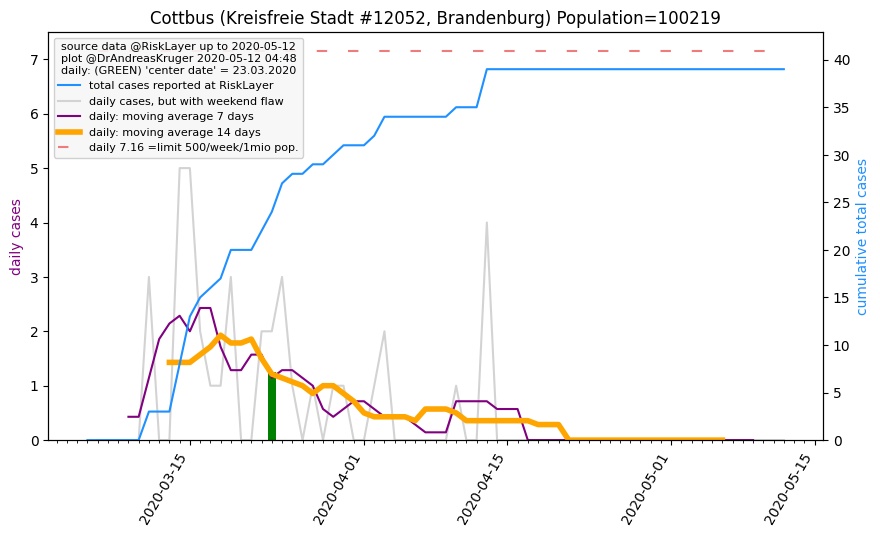 Cottbus (Kreisfreie Stadt #12052, Brandenburg) Population=100219
source data @RiskLayer up to 2020-05-12
plot @DrAndreasKruger 2020-05-12 04:48
daily: (GREEN) 'center date' = 23.03.2020
total cases reported at RiskLayer
daily cases, but with weekend flaw
daily: moving average 7 days
daily: moving average 14 days
daily 7.16 =limit 500/week/1mio pop.
daily cases
7
6
5
4
3
2
1
0
cumulative total cases
40
35
30
25
20
15
10
5
0
2020-03-15
2020-04-01
2020-04-15
2020-05-01
2020-05-15